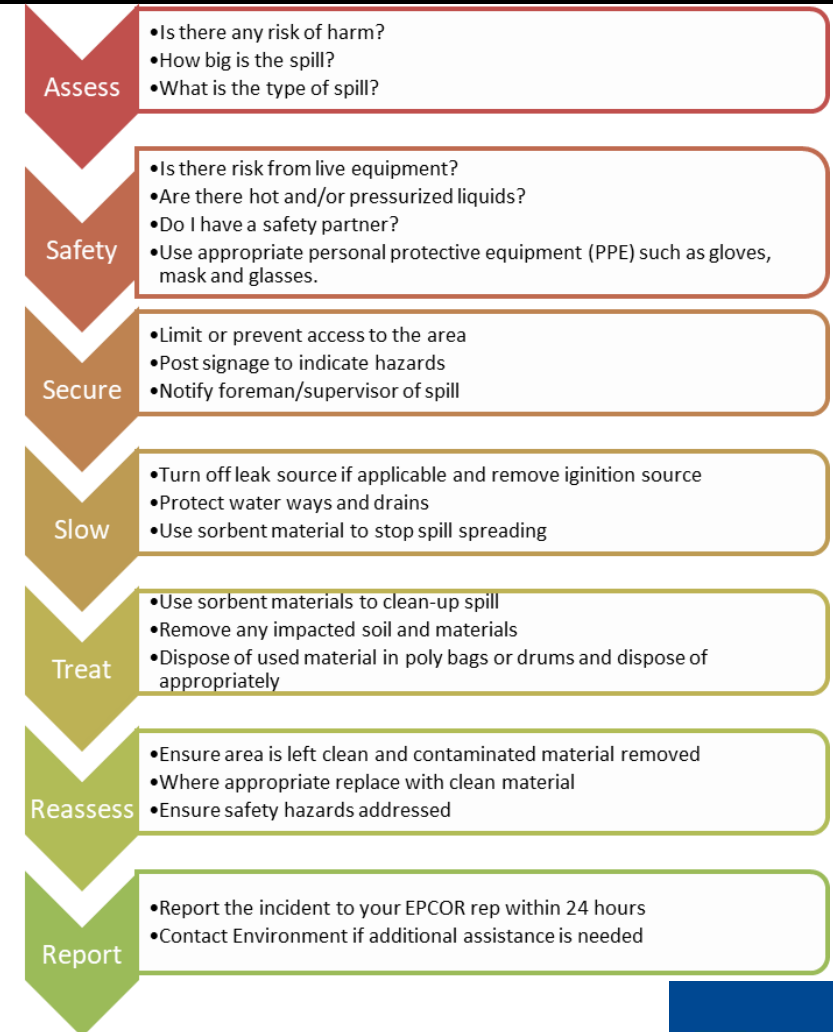 Assess
•Is there any risk of harm?
•How big is the spill?
•What is the type of spill?
Safety
•Is there risk from live equipment?
•Are there hot and/or pressurized liquids?
•Do I have a safety partner?
•Use appropriate personal protective equipment (PPE) such as gloves,
mask and glasses.
Secure
•Limit or prevent access to the area
•Post signage to indicate hazards
•Notify foreman/supervisor of spill
Slow
•Turn off leak source if applicable and remove iginition source
•Protect water ways and drains
•Use sorbent material to stop spill spreading
Treat
•Use sorbent materials to clean-up spill
•Remove any impacted soil and materials
•Dispose of used material in poly bags or drums and dispose of
appropriately
Reassess
•Ensure area is left clean and contaminated material removed
•Where appropriate replace with clean material
•Ensure safety hazards addressed
Report
•Report the incident to your EPCOR rep within 24 hours
•Contact Environment if additional assistance is needed